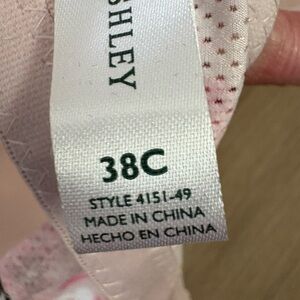 SHLEY
38C
STYLE 4151-49
MADE IN CHINA
HECHO EN CHINA